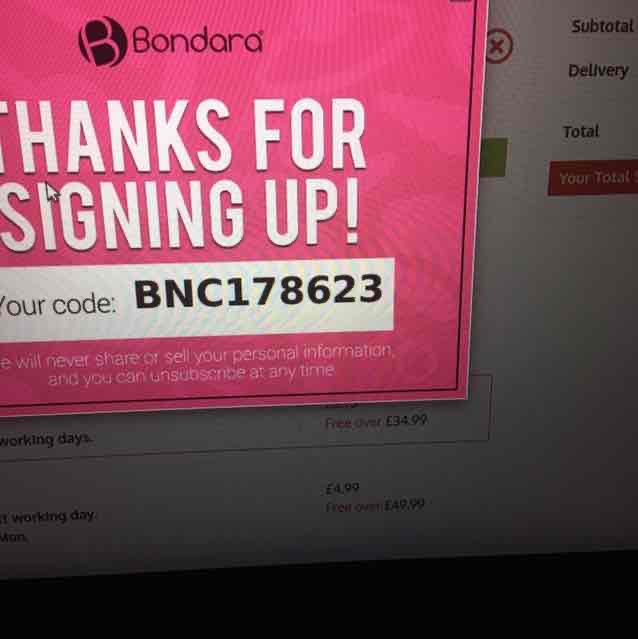 Bondara
THANKS FOR
SIGNING UP!
Your code: BNC178623
e will never share or sell your personal information,
and you can unsubscribe at any time
Subtotal
Delivery
Total
Your Total S
Free over £34.99
working days.
£4.99
Free over £49.99
t working day.
Mon.